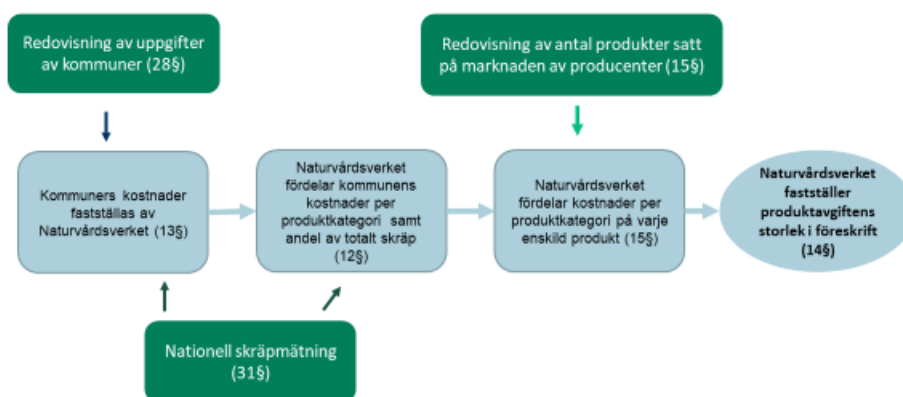 Redovisning av uppgifter
av kommuner (28§)
Redovisning av antal produkter satt
på marknaden av producenter (15§)
Kommuners kostnader
fastställas av
Naturvårdsverket (13§)
Naturvårdsverket
fördelar kommunens
kostnader per
produktkategori samt
andel av totalt skräp
(12§)
Naturvårdsverket
fördelar kostnader per
produktkategori på varje
enskild produkt (15§)
Naturvårdsverket
fastställer
produktavgiftens
storlek i föreskrift
(14§)
Nationell skräpmätning
(31§)